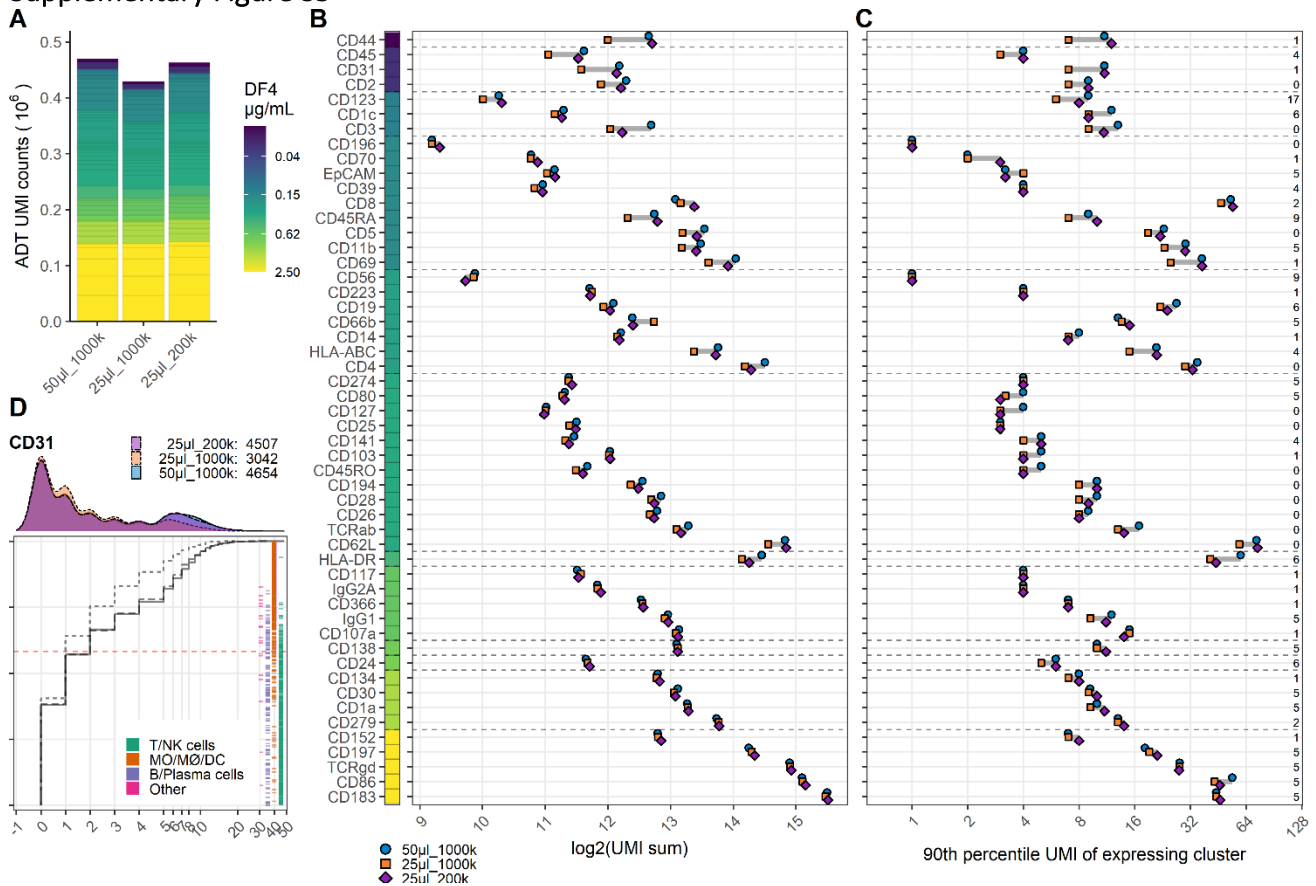 A
B
C
0.5
0.4
0.3
0.2
0.1
0.0
ADT UMI counts ( 10⁶ )
50µl_1000k
25µl_1000k
25µl_200k
DF4
µg/mL
0.04
0.15
0.62
2.50
CD44
CD45
CD31
CD2
CD123
CD1c
CD3
CD196
CD70
EpCAM
CD39
CD8
CD45RA
CD5
CD11b
CD69
CD56
CD223
CD19
CD66b
CD14
HLA-ABC
CD4
CD274
CD80
CD127
CD25
CD141
CD103
CD45RO
CD194
CD28
CD26
TCRab
CD62L
HLA-DR
CD117
IgG2A
CD366
IgG1
CD107a
CD138
CD24
CD134
CD30
CD1a
CD279
CD152
CD197
TCRgd
CD86
CD183
9 10 11 12 13 14 15
log2(UMI sum)
50µl_1000k
25µl_1000k
25µl_200k
1
4
1
0
17
6
0
0
1
5
4
2
9
0
5
1
9
1
6
5
1
4
0
5
5
0
0
4
1
0
0
0
0
0
0
6
1
1
1
5
1
5
6
1
5
5
2
1
5
5
5
5
1 2 4 8 16 32 64 128
90th percentile UMI of expressing cluster
D
CD31
25µl_200k: 4507
25µl_1000k: 3042
50µl_1000k: 4654
T/NK cells
MO/MØ/DC
B/Plasma cells
Other
-1 0 1 2 3 4 5 6 8 10 20 30 40 50